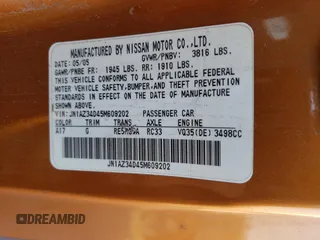 MANUFACTURED BY NISSAN MOTOR CO.,LTD.
DATE 05/05 GVWR/PNBV: 3816 LBS.
GAWR/PNBE FR: 1945 LBS. RR: 1910 LBS.
THIS VEHICLE CONFORMS TO ALL APPLICABLE FEDERAL
MOTOR VEHICLE SAFETY,BUMPER,AND THEFT PREVENTION
STANDARDS IN EFFECT ON THE DATE OF
MANUFACTURE SHOWN ABOVE.
VIN:JN1AZ34D45M609202 PASSENGER CAR
COLOR TRIM TRANS AXLE ENGINE
A17 G RC33 VQ35(DE) 3498CC
JN1AZ34D45M609202